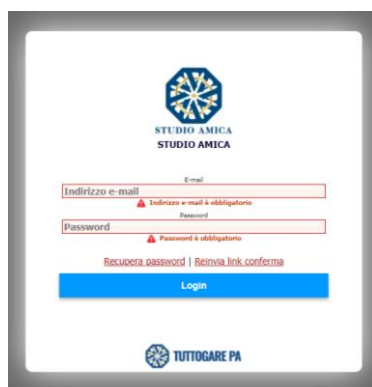 STUDIO AMICA
STUDIO AMICA
E-mail
Indirizzo e-mail
Indirizzo e-mail è obbligatorio
Password
Password
Password è obbligatorio
Recupera password | Reinvia link conferma
Login
TUTTOGARE PA